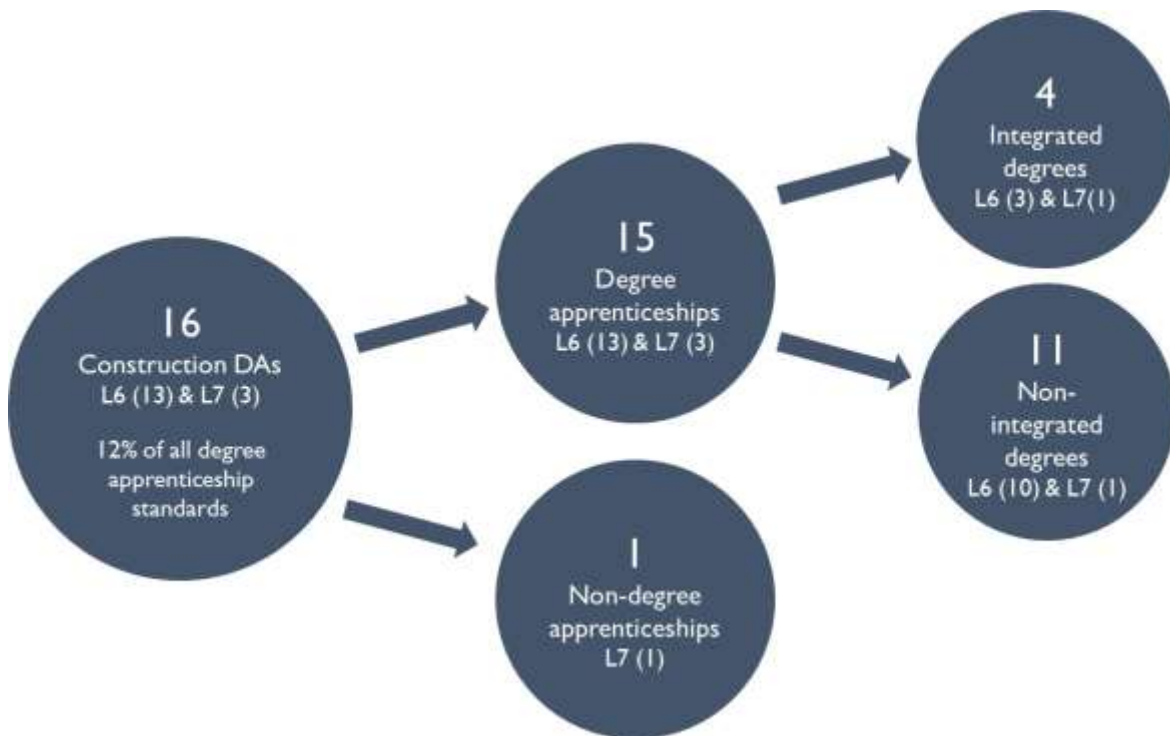 16
Construction DAs
L6 (13) & L7 (3)
12% of all degree
apprenticeship
standards
15
Degree
apprenticeships
L6 (13) & L7 (3)
1
Non-degree
apprenticeships
L7 (1)
4
Integrated
degrees
L6 (3) & L7(1)
11
Non-
integrated
degrees
L6 (10) & L7 (1)